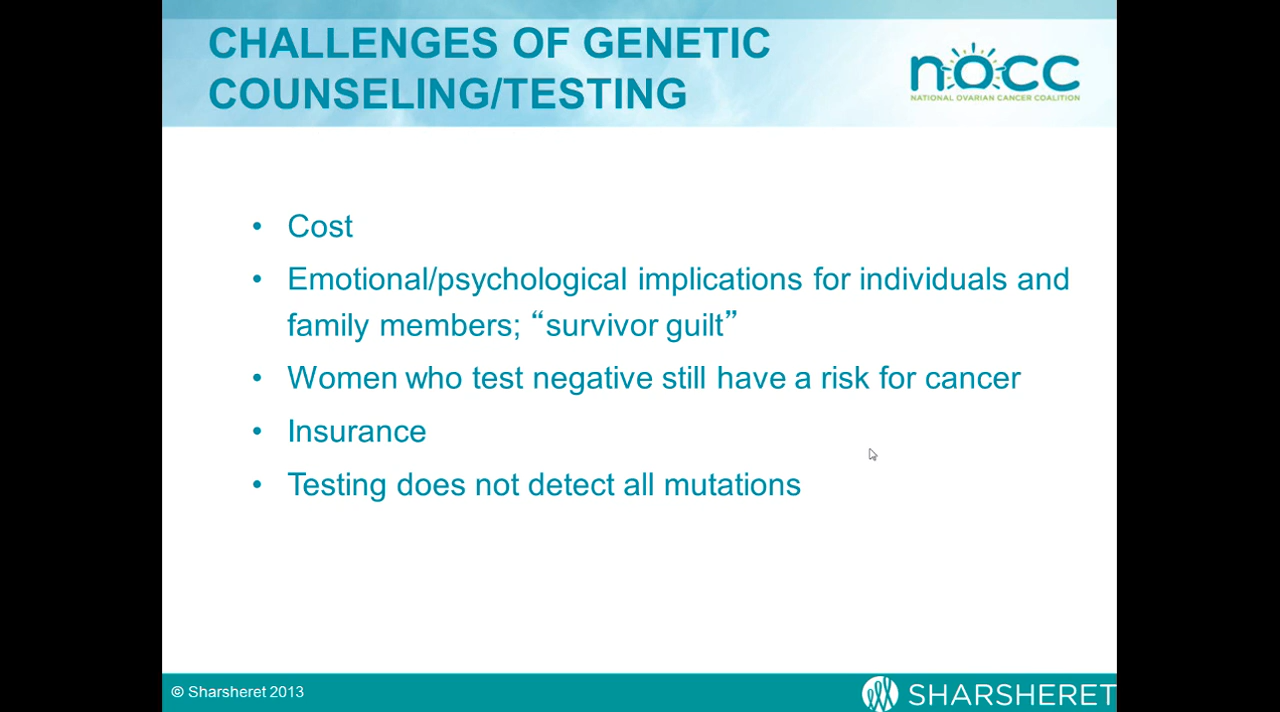 CHALLENGES OF GENETIC
COUNSELING/TESTING
nocc
NATIONAL OVARIAN CANCER COALITION
• Cost
• Emotional/psychological implications for individuals and
family members; “survivor guilt”
• Women who test negative still have a risk for cancer
• Insurance
• Testing does not detect all mutations
© Sharsheret 2013
SHARSHERET